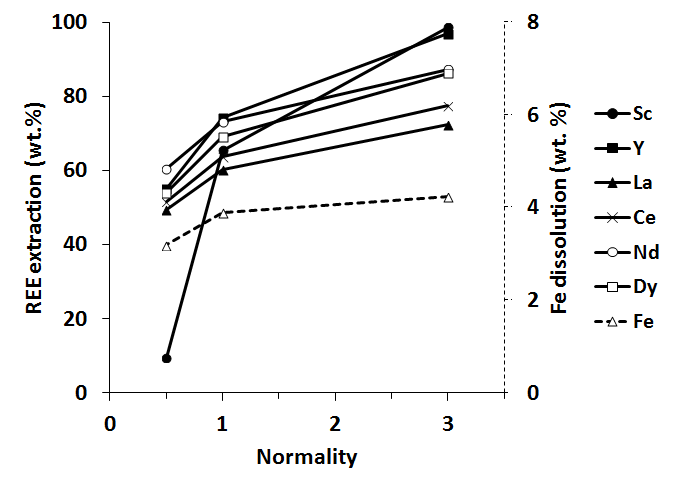 REE extraction (wt.%)
100
80
60
40
20
0
0
1
2
3
Normality
8
6
4
2
0
Fe dissolution (wt. %)
Sc
Y
La
Ce
Nd
Dy
Fe